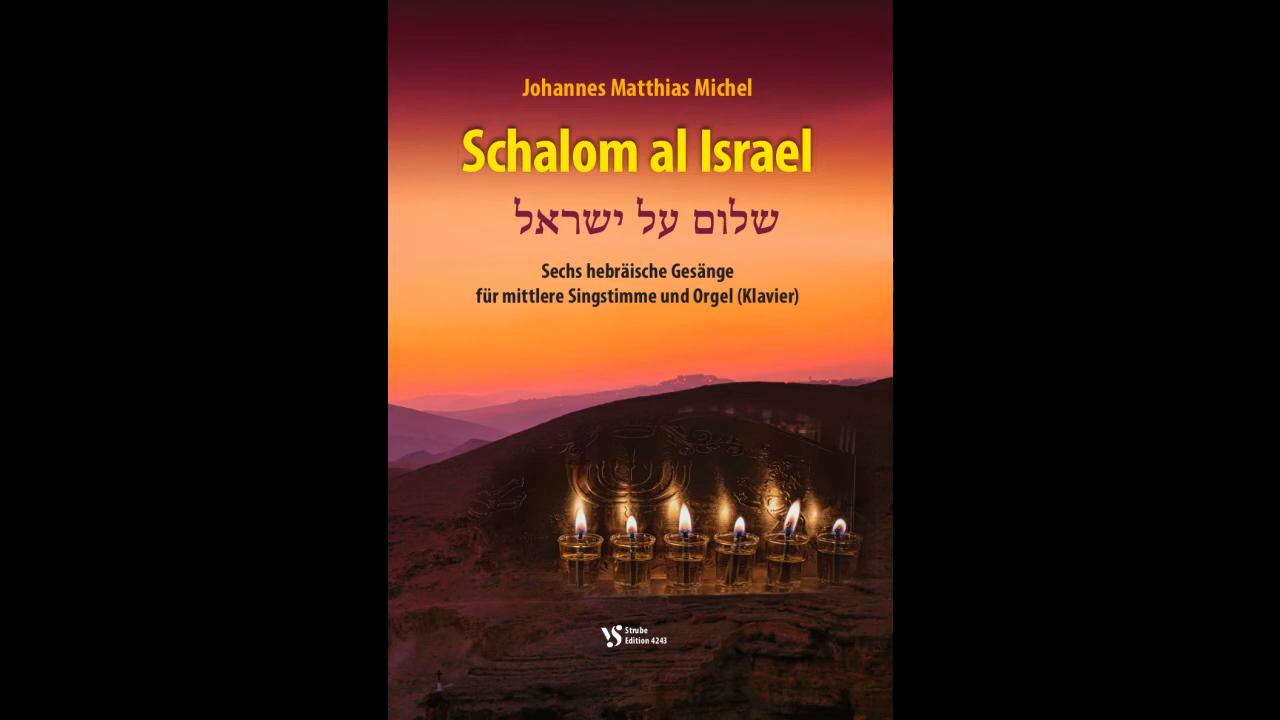 Johannes Matthias Michel
Schalom al Israel
שלום על ישראל
Sechs hebräische Gesänge
für mittlere Singstimme und Orgel (Klavier)
Strube
Edition 4243